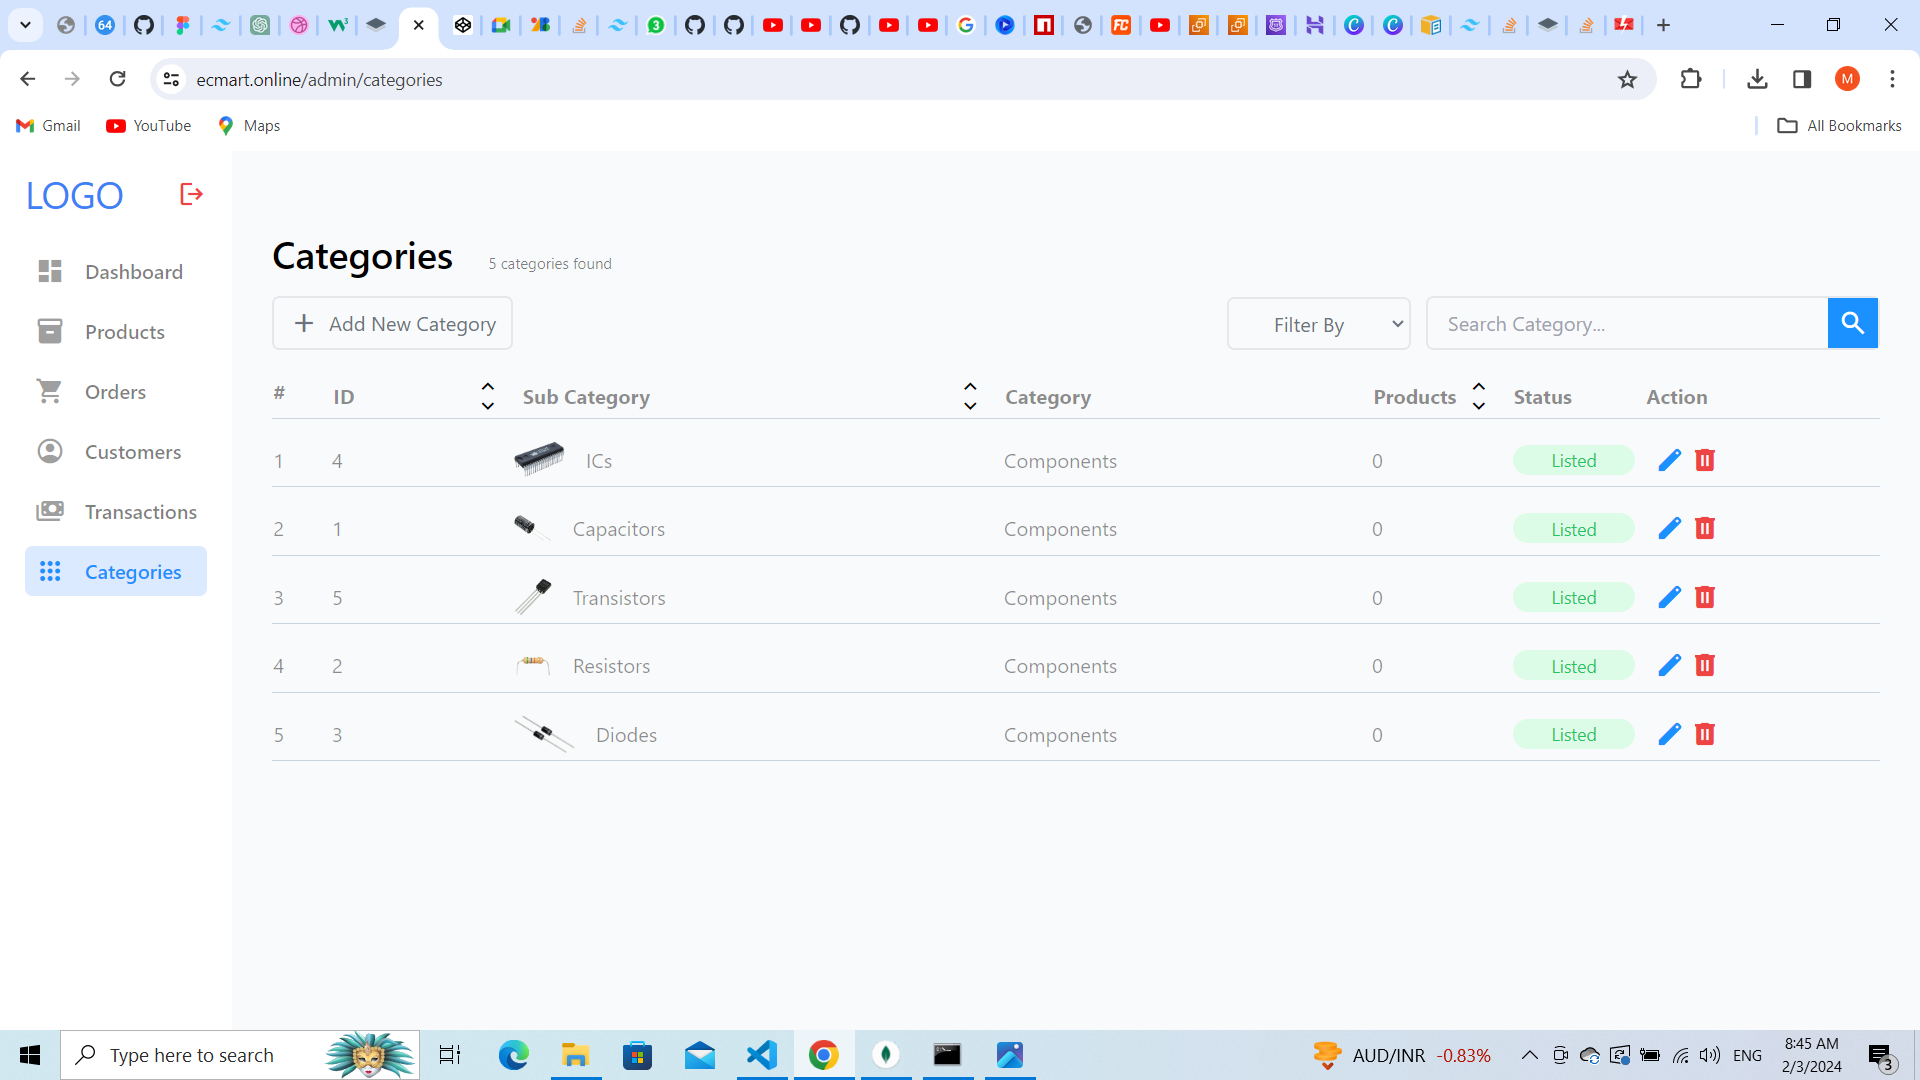 64
3
ecmart.online/admin/categories
M
Gmail
YouTube
Maps
All Bookmarks
LOGO
Dashboard
Products
Orders
Customers
Transactions
Categories
Categories
5 categories found
Add New Category
Filter By
Search Category...
# ID Sub Category Category Products Status Action
1 4 ICs Components 0 Listed
2 1 Capacitors Components 0 Listed
3 5 Transistors Components 0 Listed
4 2 Resistors Components 0 Listed
5 3 Diodes Components 0 Listed
Type here to search
AUD/INR -0.83%
ENG
8:45 AM
2/3/2024
3